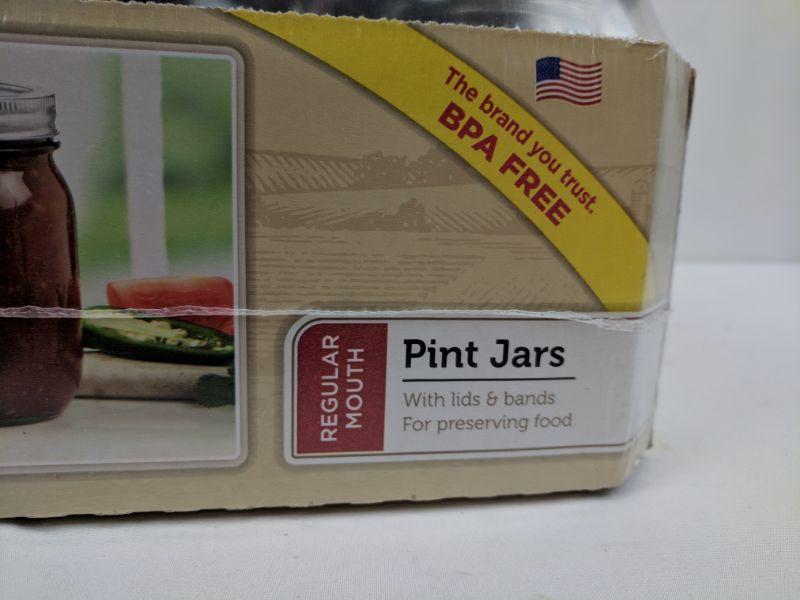 The brand you trust.
BPA FREE
REGULAR
MOUTH
Pint Jars
With lids & bands
For preserving food